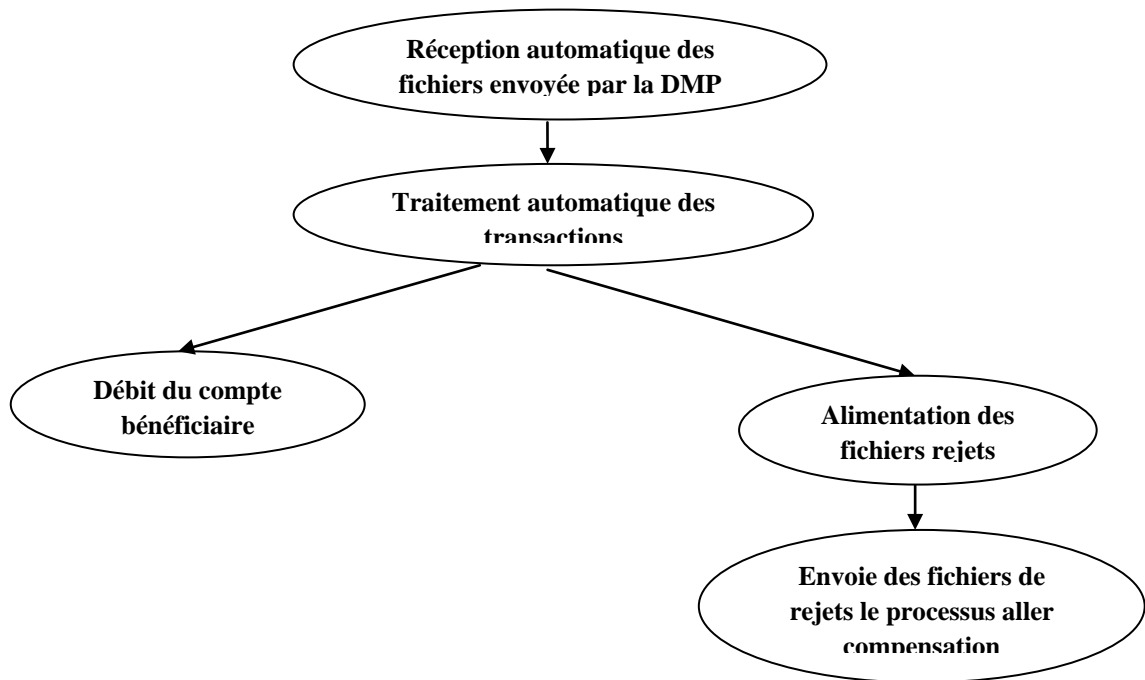 Réception automatique des
fichiers envoyée par la DMP
Traitement automatique des
transactions
Débit du compte
bénéficiaire
Alimentation des
fichiers rejets
Envoie des fichiers de
rejets le processus aller
compensation